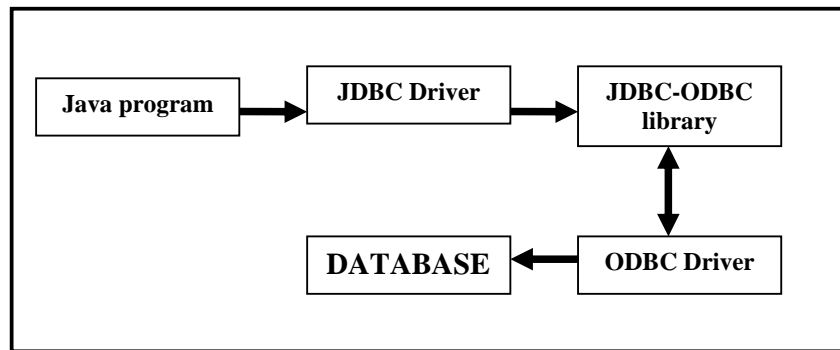 Java program
JDBC Driver
JDBC-ODBC
library
DATABASE
ODBC Driver